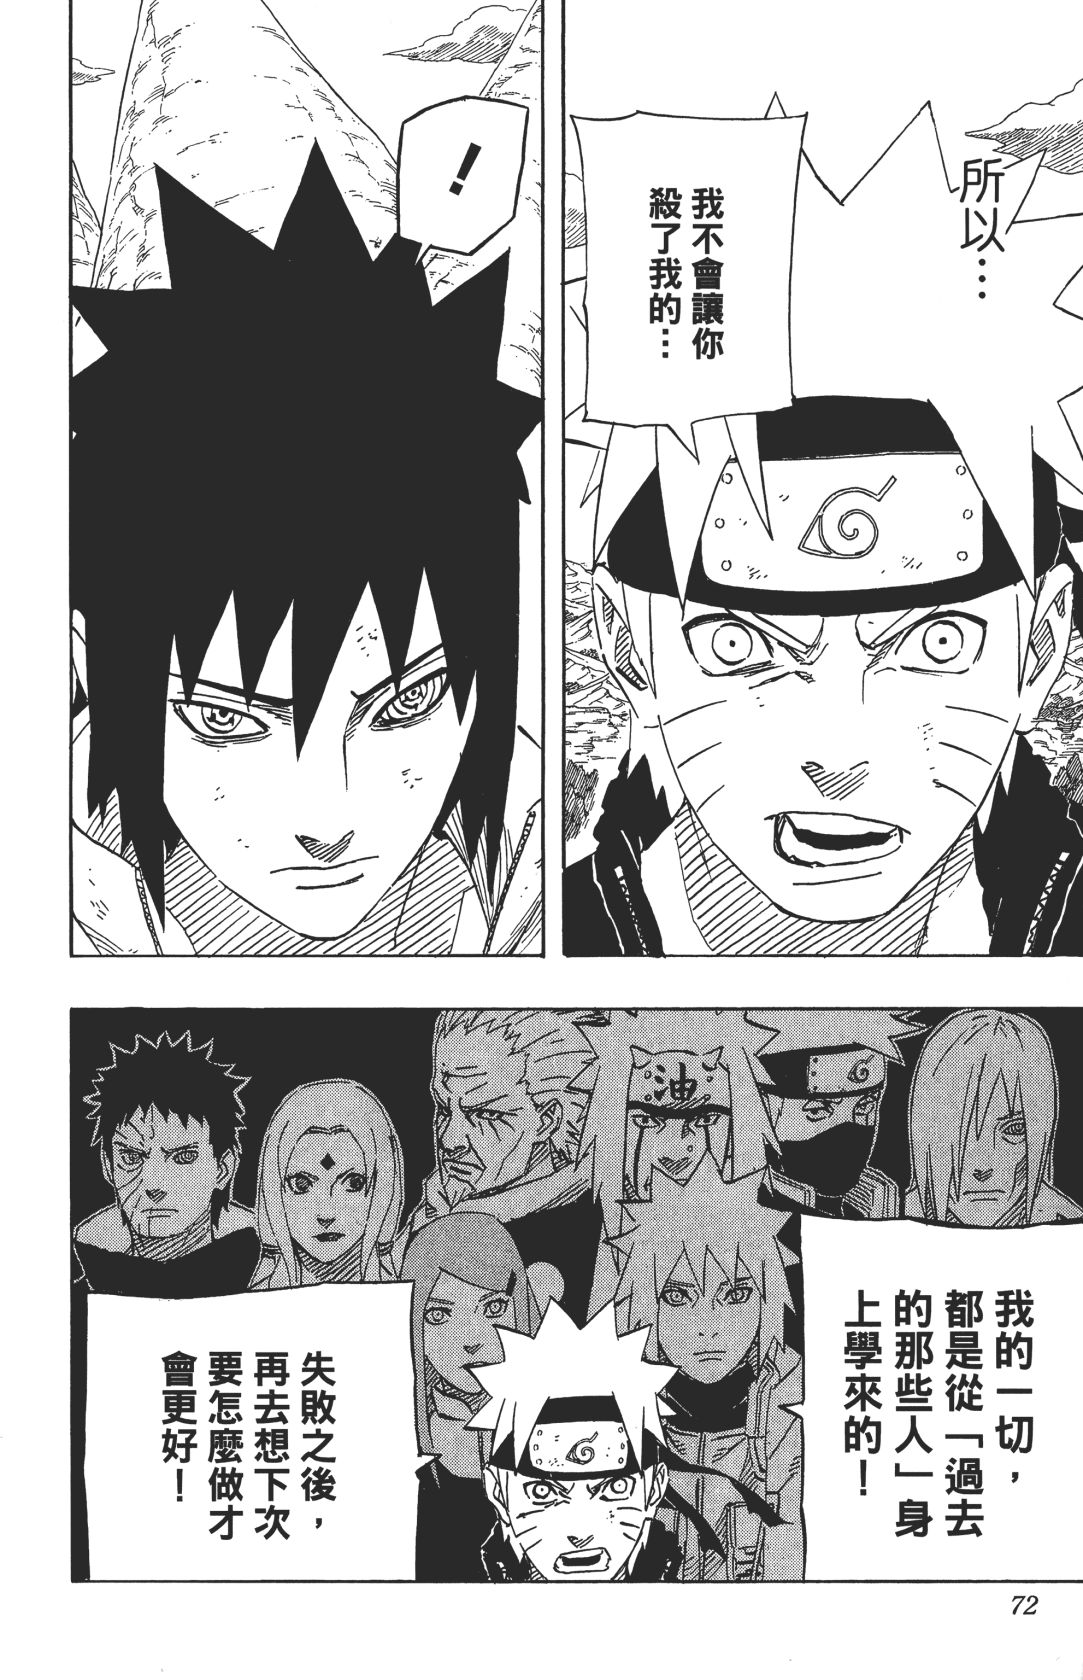 所以…
我不會讓你
殺了我的…
！
我的一切，
都是從「過去
的那些人」身
上學來的！
油
失敗之後，
再去想下次
要怎麼做才
會更好！
72